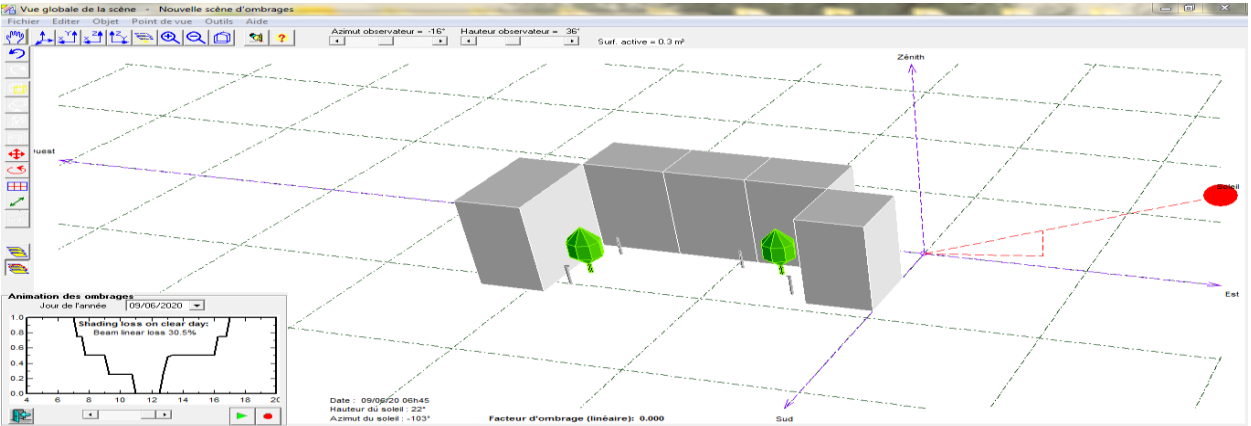 Vue globale de la scène - Nouvelle scène d'ombrages
Fichier Editer Objet Point de vue Outils Aide
Azimut observateur = -16° Hauteur observateur = 36°
Surf. active = 0.3 m²
Zénith
Ouest
Soleil
Est
Sud
Animation des ombrages
Jour de l'année 09/06/2020
Shading loss on clear day:
Beam linear loss 30.5%
1.0
0.8
0.6
0.4
0.2
0.0
4 6 8 10 12 14 16 18 20
Date : 09/06/20 06h45
Hauteur du soleil : 22°
Azimut du soleil : -103°
Facteur d'ombrage (linéaire): 0.000